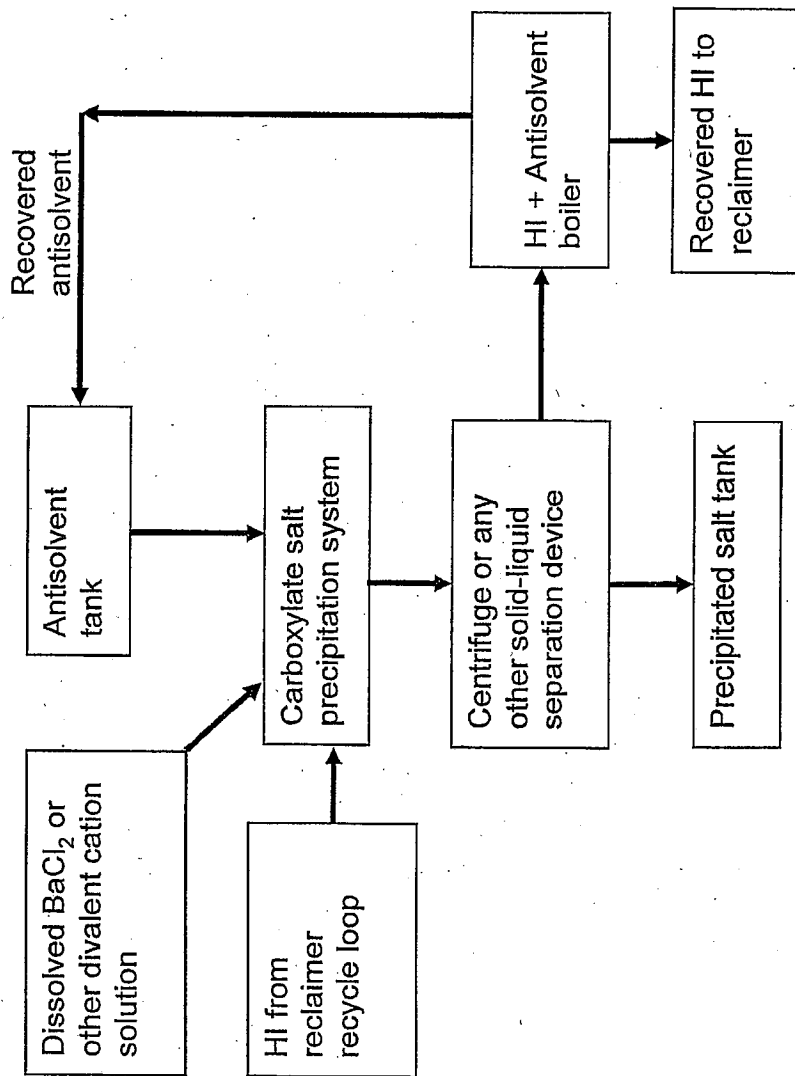 Dissolved BaCl₂ or
other divalent cation
solution
Antisolvent
tank
Recovered
antisolvent
HI from
reclaimer
recycle loop
Carboxylate salt
precipitation system
Centrifuge or any
other solid-liquid
separation device
HI + Antisolvent
boiler
Precipitated salt tank
Recovered HI to
reclaimer